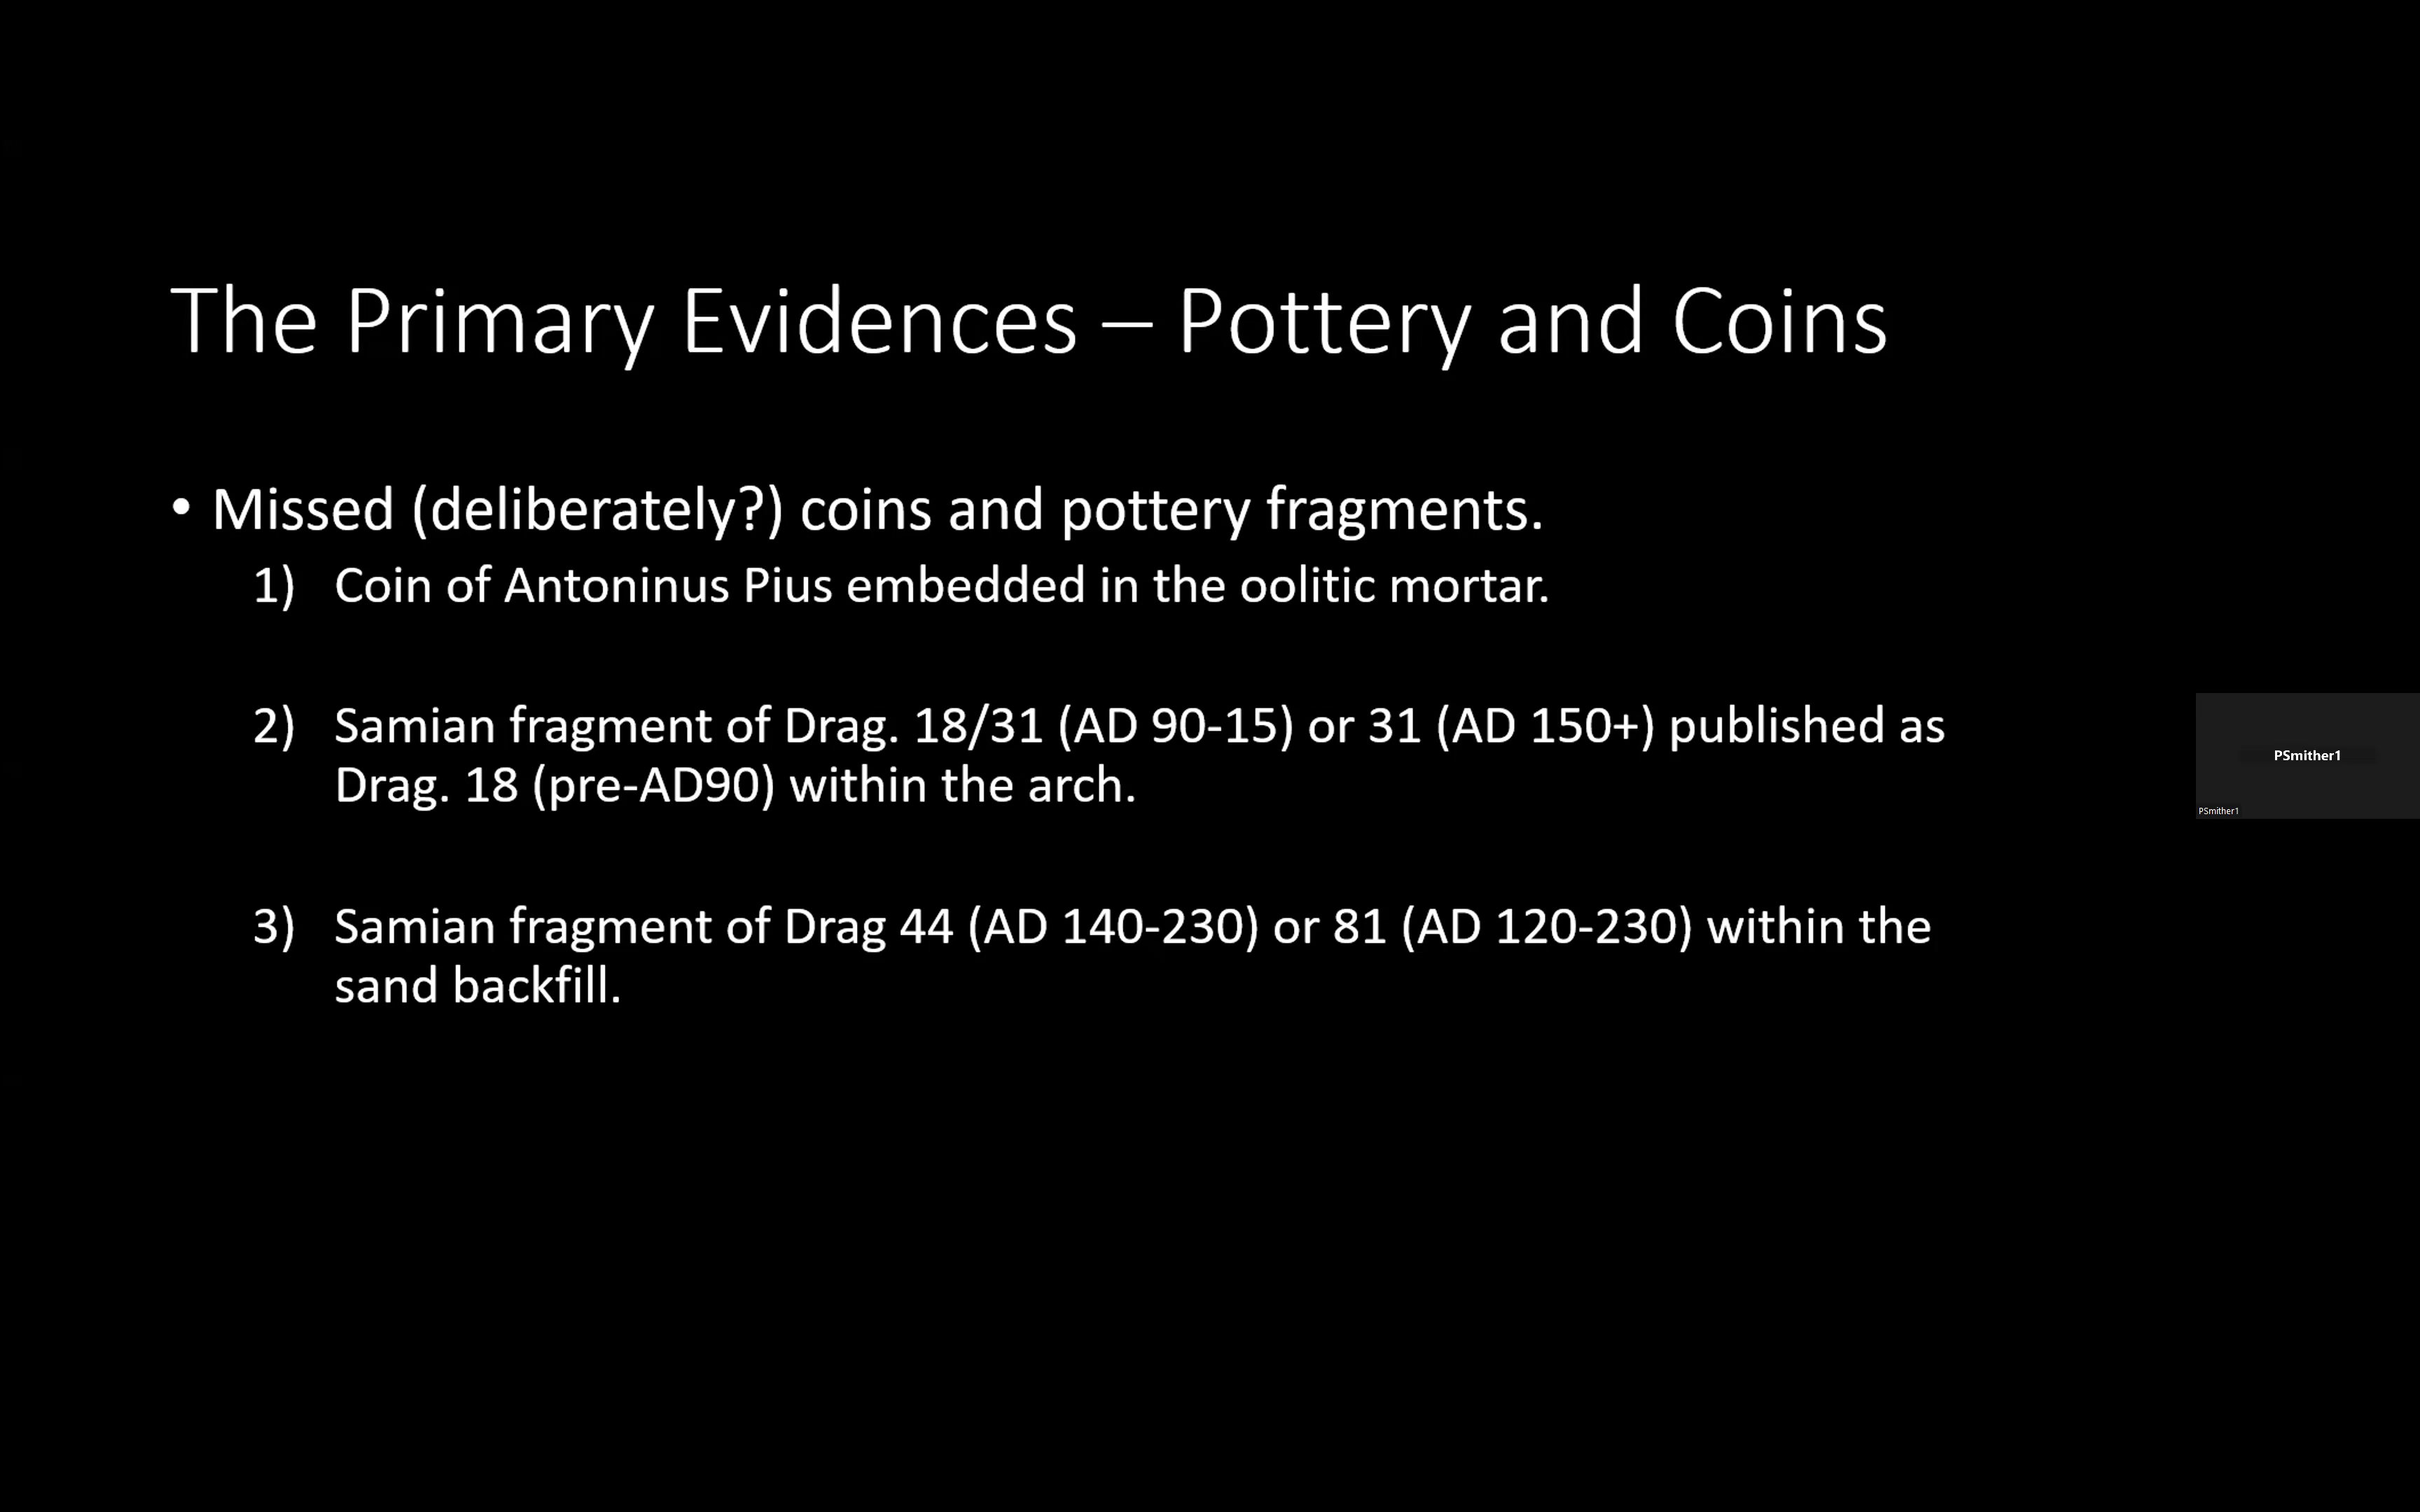 The Primary Evidences – Pottery and Coins
• Missed (deliberately?) coins and pottery fragments.
1) Coin of Antoninus Pius embedded in the oolitic mortar.
2) Samian fragment of Drag. 18/31 (AD 90-15) or 31 (AD 150+) published as
Drag. 18 (pre-AD90) within the arch.
3) Samian fragment of Drag 44 (AD 140-230) or 81 (AD 120-230) within the
sand backfill.
PSmither1
PSmither1